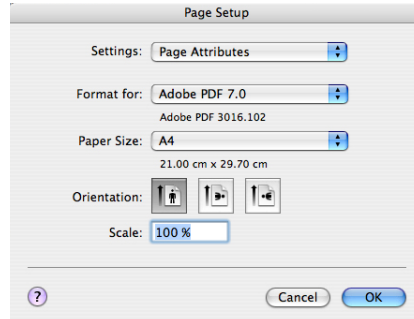 Page Setup
Settings: Page Attributes
Format for: Adobe PDF 7.0
Adobe PDF 3016.102
Paper Size: A4
21.00 cm x 29.70 cm
Orientation:
Scale: 100 %
? Cancel OK